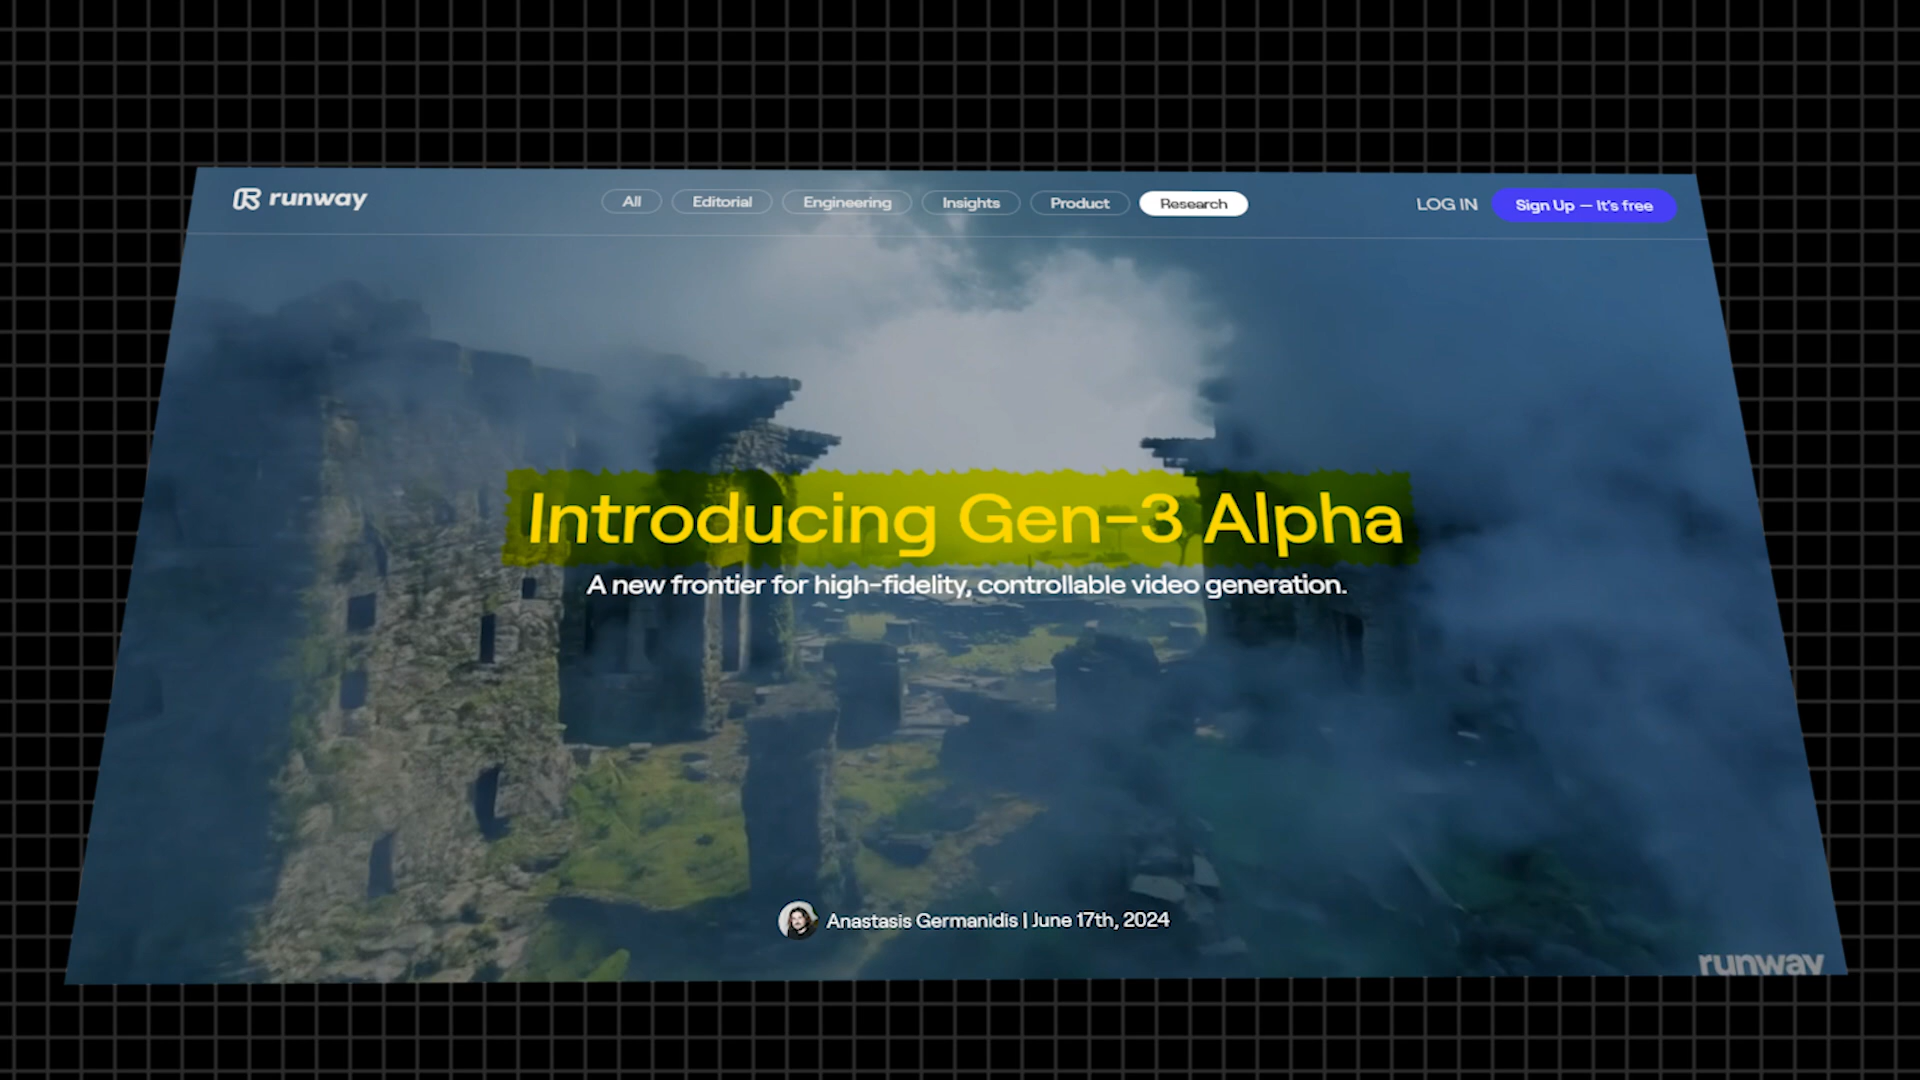 runway
All Editorial Engineering Insights Product Research
LOG IN Sign Up — It's free
Introducing Gen-3 Alpha
A new frontier for high-fidelity, controllable video generation.
Anastasis Germanidis | June 17th, 2024
runway